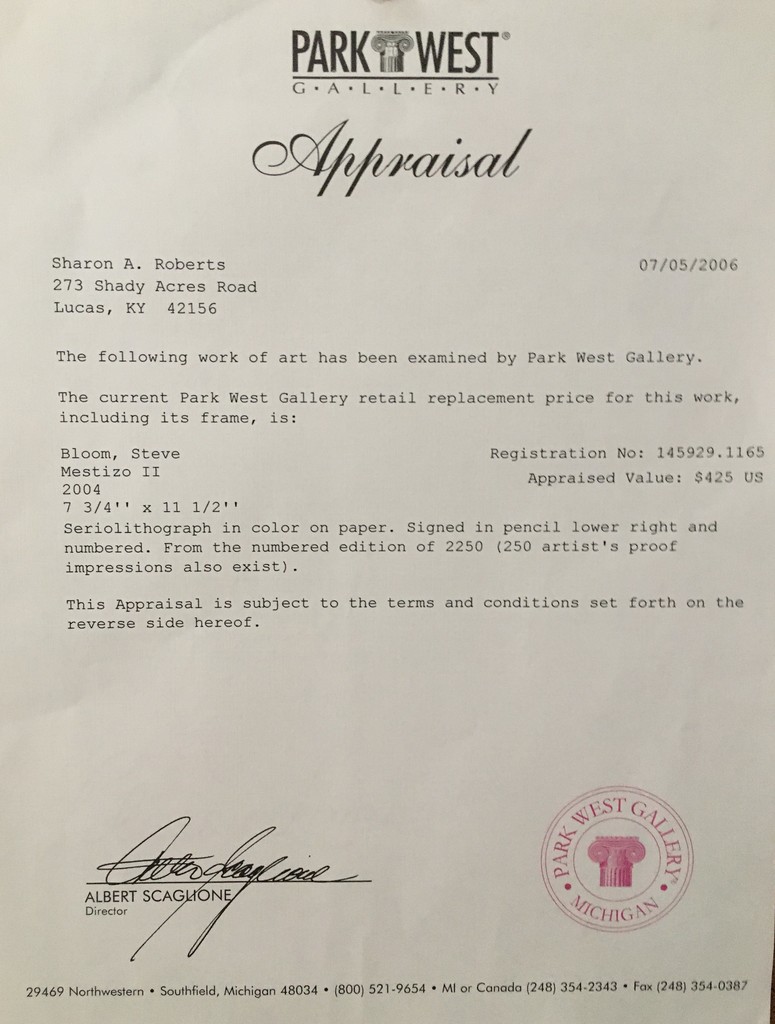 PARK WEST®
G•A•L•L•E•R•Y
Appraisal
Sharon A. Roberts 07/05/2006
273 Shady Acres Road
Lucas, KY 42156
The following work of art has been examined by Park West Gallery.
The current Park West Gallery retail replacement price for this work,
including its frame, is:
Bloom, Steve Registration No: 145929.1165
Mestizo II Appraised Value: $425 US
2004
7 3/4'' x 11 1/2''
Seriolithograph in color on paper. Signed in pencil lower right and
numbered. From the numbered edition of 2250 (250 artist's proof
impressions also exist).
This Appraisal is subject to the terms and conditions set forth on the
reverse side hereof.
Albert Scaglione
ALBERT SCAGLIONE
Director
PARK WEST GALLERY®
• MICHIGAN •
29469 Northwestern • Southfield, Michigan 48034 • (800) 521-9654 • MI or Canada (248) 354-2343 • Fax (248) 354-0387